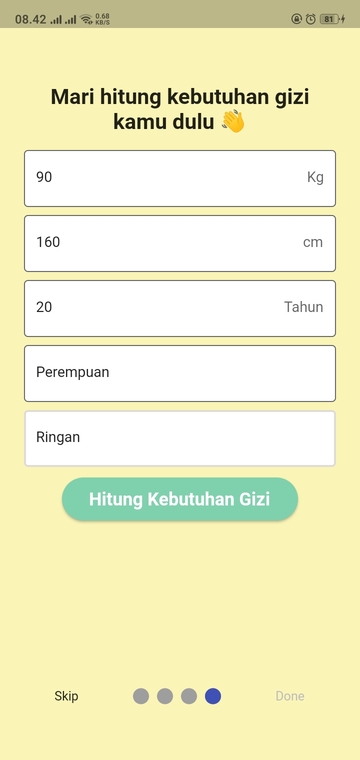 08.42 0.68 KB/S 81
Mari hitung kebutuhan gizi
kamu dulu 👋
90 Kg
160 cm
20 Tahun
Perempuan
Ringan
Hitung Kebutuhan Gizi
Skip Done